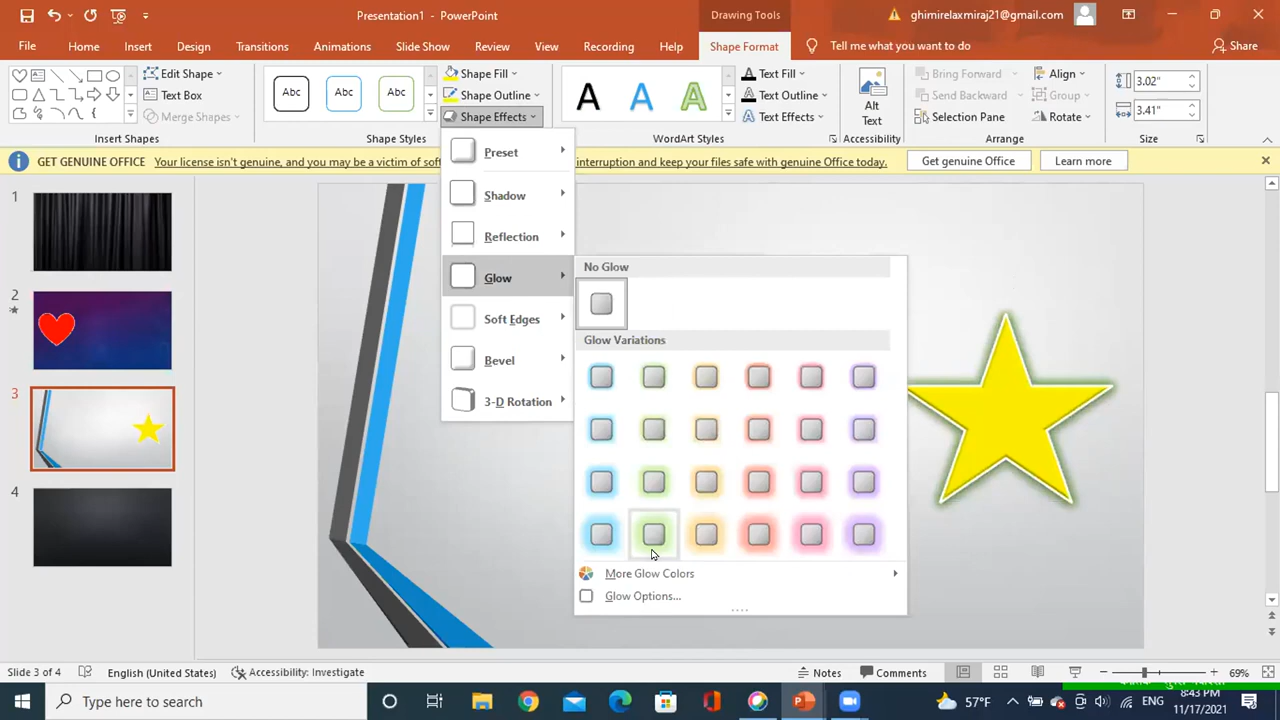 Presentation1 - PowerPoint
Drawing Tools
ghimirelaxmiraj21@gmail.com
File Home Insert Design Transitions Animations Slide Show Review View Recording Help Shape Format Tell me what you want to do Share
Edit Shape
Text Box
Merge Shapes
Insert Shapes
Abc Abc Abc
Shape Fill
Shape Outline
Shape Effects
Shape Styles
A A A
Text Fill
Text Outline
Text Effects
WordArt Styles
Alt
Text
Accessibility
Bring Forward
Send Backward
Selection Pane
Align
Group
Rotate
Arrange
3.02"
3.41"
Size
GET GENUINE OFFICE Your license isn't genuine, and you may be a victim of sof interruption and keep your files safe with genuine Office today. Get genuine Office Learn more
Preset
Shadow
Reflection
Glow
Soft Edges
Bevel
3-D Rotation
No Glow
Glow Variations
More Glow Colors
Glow Options...
1
2
3
4
Slide 3 of 4 English (United States) Accessibility: Investigate Notes Comments 69%
Type here to search
57°F
ENG
8:43 PM
11/17/2021